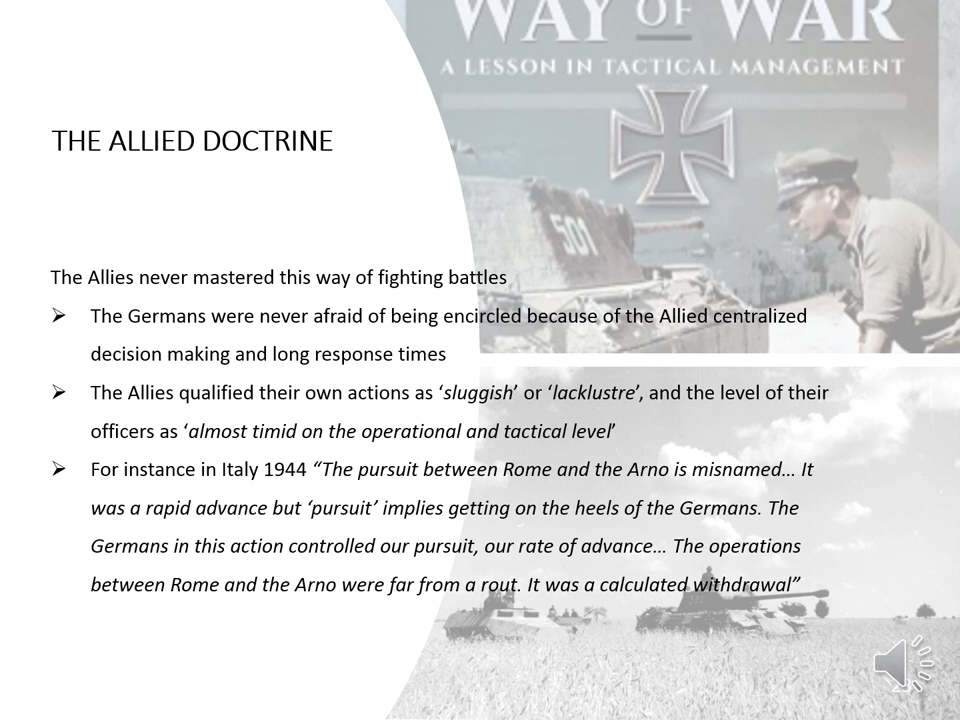 WAY OF WAR
A LESSON IN TACTICAL MANAGEMENT
501
THE ALLIED DOCTRINE
The Allies never mastered this way of fighting battles
➢ The Germans were never afraid of being encircled because of the Allied centralized
decision making and long response times
➢ The Allies qualified their own actions as ‘sluggish’ or ‘lacklustre’, and the level of their
officers as ‘almost timid on the operational and tactical level’
➢ For instance in Italy 1944 “The pursuit between Rome and the Arno is misnamed… It
was a rapid advance but ‘pursuit’ implies getting on the heels of the Germans. The
Germans in this action controlled our pursuit, our rate of advance… The operations
between Rome and the Arno were far from a rout. It was a calculated withdrawal”